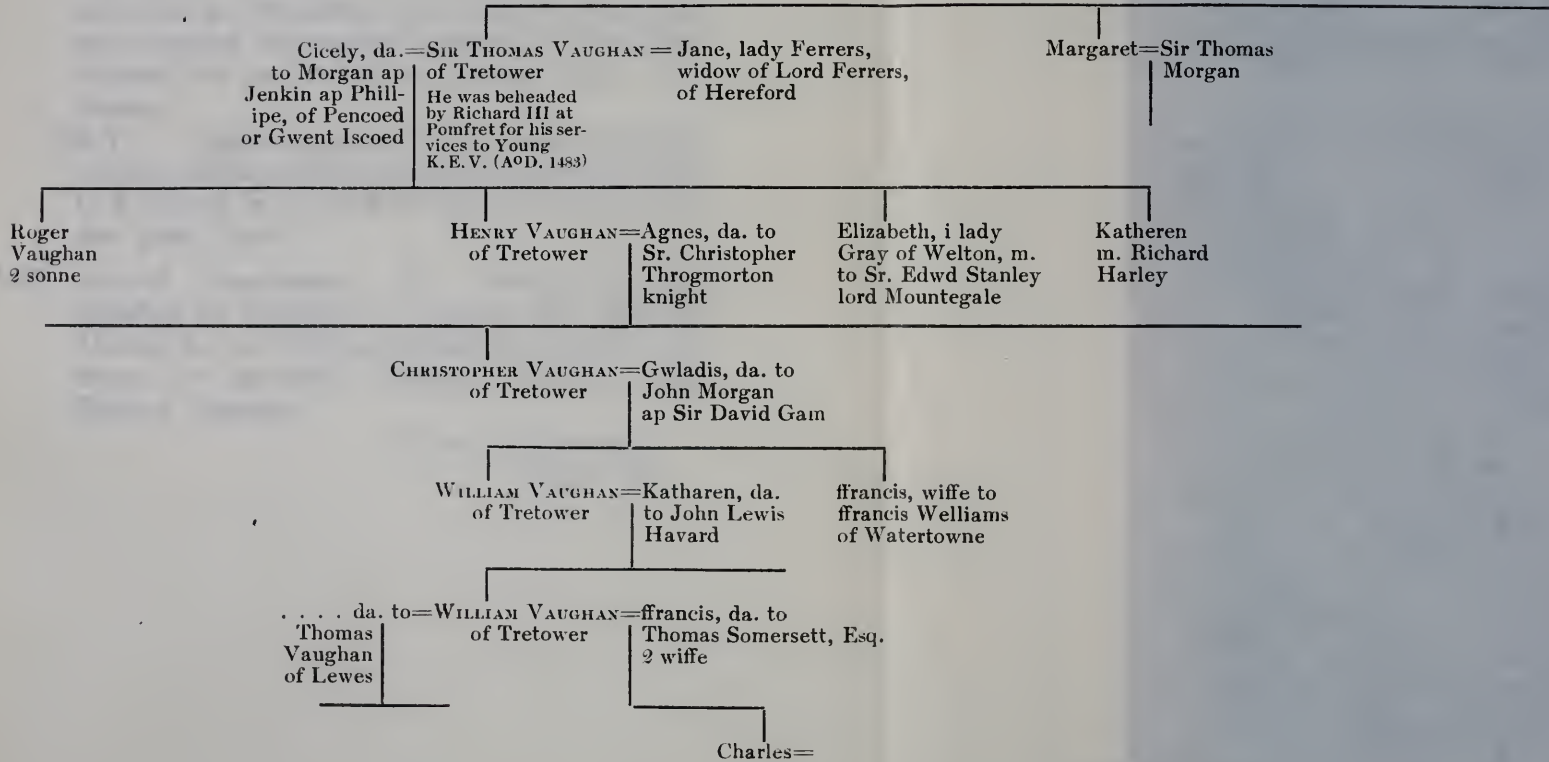 Cicely, da.=SIR THOMAS VAUGHAN = Jane, lady Ferrers,
to Morgan ap
Jenkin ap Phill-
ipe, of Pencoed
or Gwent Iscoed
of Tretower
He was beheaded
by Richard III at
Pomfret for his ser-
vices to Young
K. E. V. (AºD. 1483)
widow of Lord Ferrers,
of Hereford
Margaret=Sir Thomas
Morgan
Roger
Vaughan
2 sonne
HENRY VAUGHAN=Agnes, da. to
of Tretower
Sr. Christopher
Throgmorton
knight
Elizabeth, i lady
Gray of Welton, m.
to Sr. Edwd Stanley
lord Mountegale
Katheren
m. Richard
Harley
CHRISTOPHER VAUGHAN=Gwladis, da. to
of Tretower
John Morgan
ap Sir David Gam
WILLIAM VAUGHAN=Katharen, da.
of Tretower
to John Lewis
Havard
ffrancis, wiffe to
ffrancis Welliams
of Watertowne
. . . . da. to=WILLIAM VAUGHAN=ffrancis, da. to
Thomas
Vaughan
of Lewes
of Tretower
Thomas Somersett, Esq.
2 wiffe
Charles=